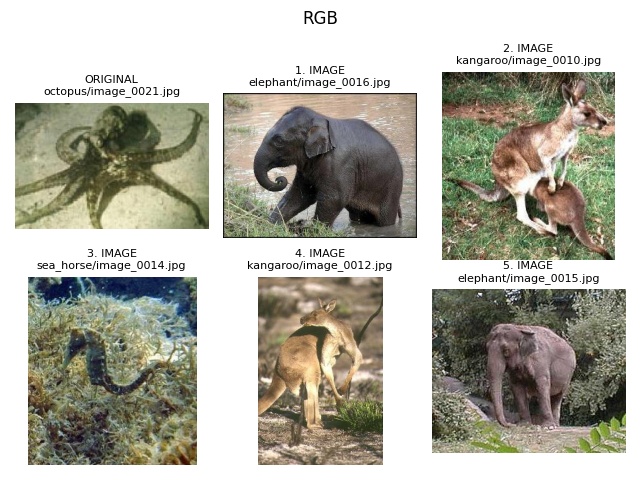 RGB
ORIGINAL
octopus/image_0021.jpg
1. IMAGE
elephant/image_0016.jpg
2. IMAGE
kangaroo/image_0010.jpg
3. IMAGE
sea_horse/image_0014.jpg
4. IMAGE
kangaroo/image_0012.jpg
5. IMAGE
elephant/image_0015.jpg